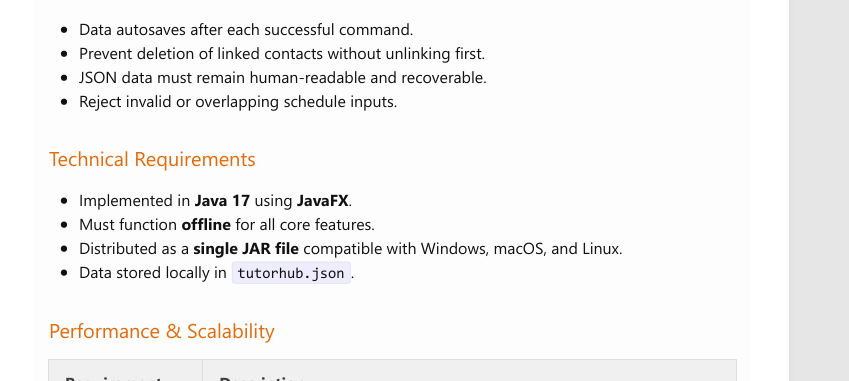 Data autosaves after each successful command.
Prevent deletion of linked contacts without unlinking first.
JSON data must remain human-readable and recoverable.
Reject invalid or overlapping schedule inputs.
Technical Requirements
Implemented in Java 17 using JavaFX.
Must function offline for all core features.
Distributed as a single JAR file compatible with Windows, macOS, and Linux.
Data stored locally in tutorhub.json.
Performance & Scalability